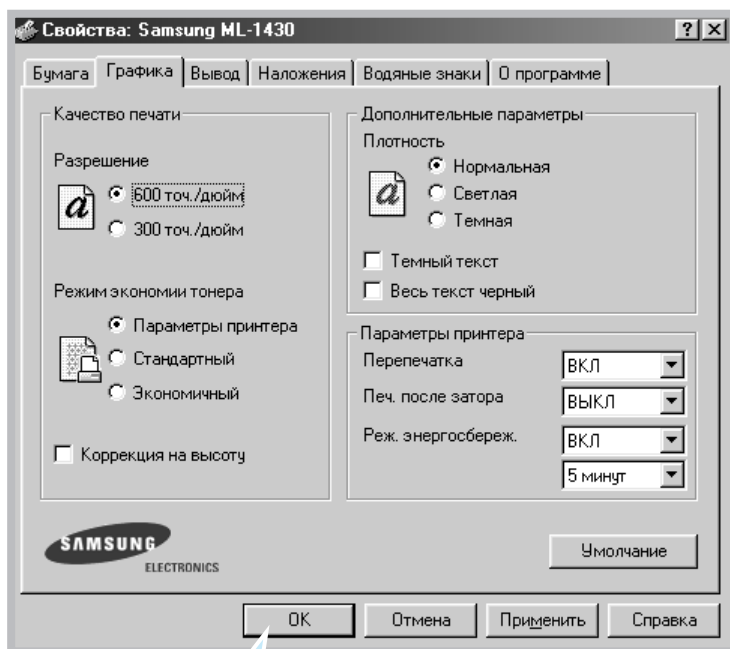 Свойства: Samsung ML-1430
Бумага Графика Вывод Наложения Водяные знаки О программе
Качество печати
Разрешение
a
600 точ./дюйм
300 точ./дюйм
Режим экономии тонера
Параметры принтера
Стандартный
Экономичный
Коррекция на высоту
Дополнительные параметры
Плотность
a
Нормальная
Светлая
Темная
Темный текст
Весь текст черный
Параметры принтера
Перепечатка ВКЛ
Печ. после затора ВЫКЛ
Реж. энергосбереж. ВКЛ
5 минут
SAMSUNG
ELECTRONICS
Умолчание
OK Отмена Применить Справка